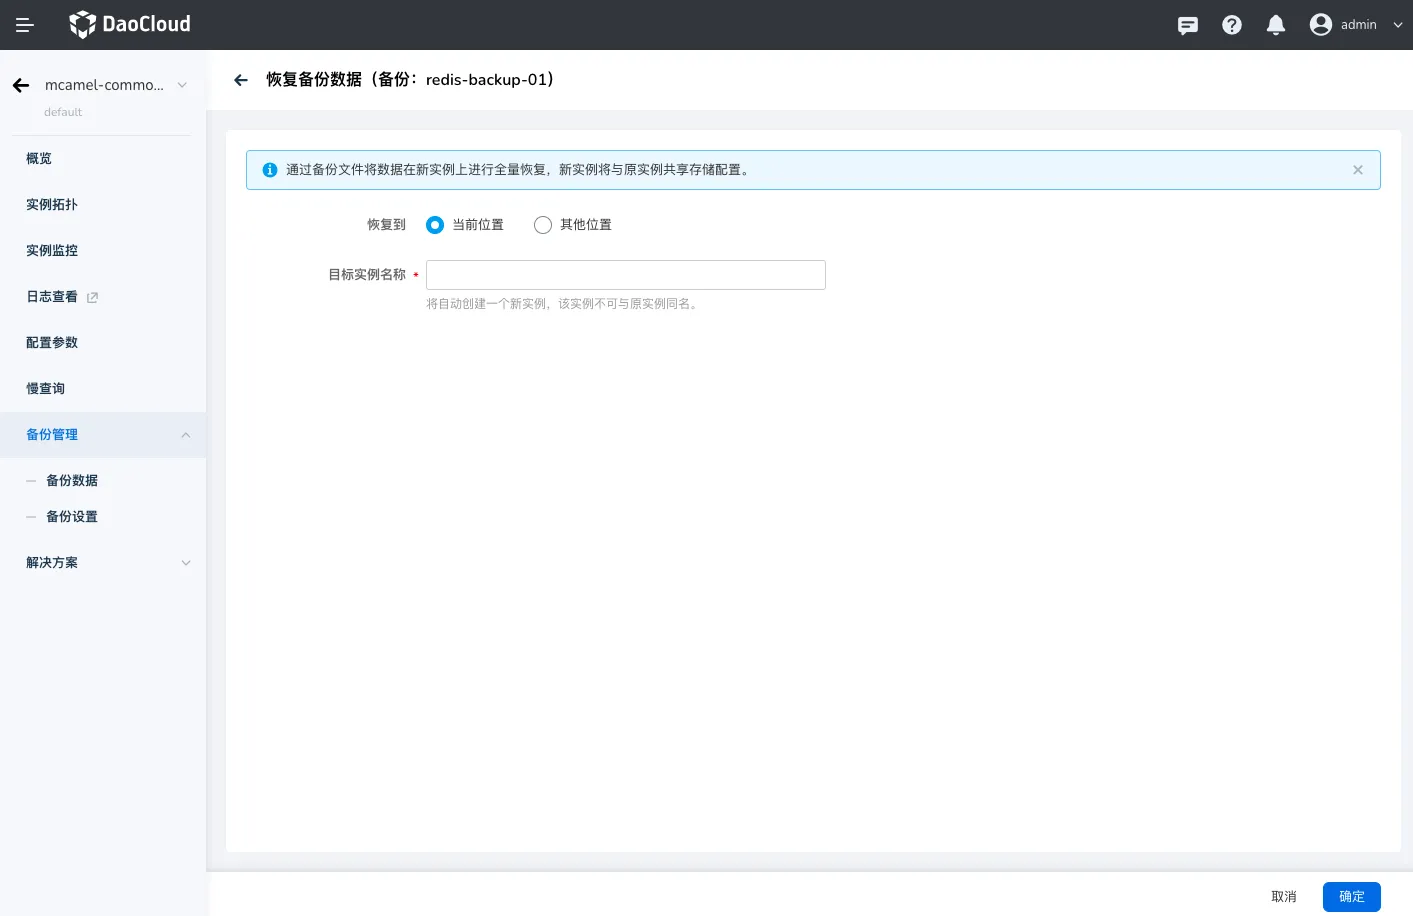 DaoCloud
admin
mcamel-commo...
default
概览
实例拓扑
实例监控
日志查看
配置参数
慢查询
备份管理
备份数据
备份设置
解决方案
恢复备份数据（备份：redis-backup-01）
通过备份文件将数据在新实例上进行全量恢复，新实例将与原实例共享存储配置。
恢复到 当前位置 其他位置
目标实例名称 *
将自动创建一个新实例，该实例不可与原实例同名。
取消 确定